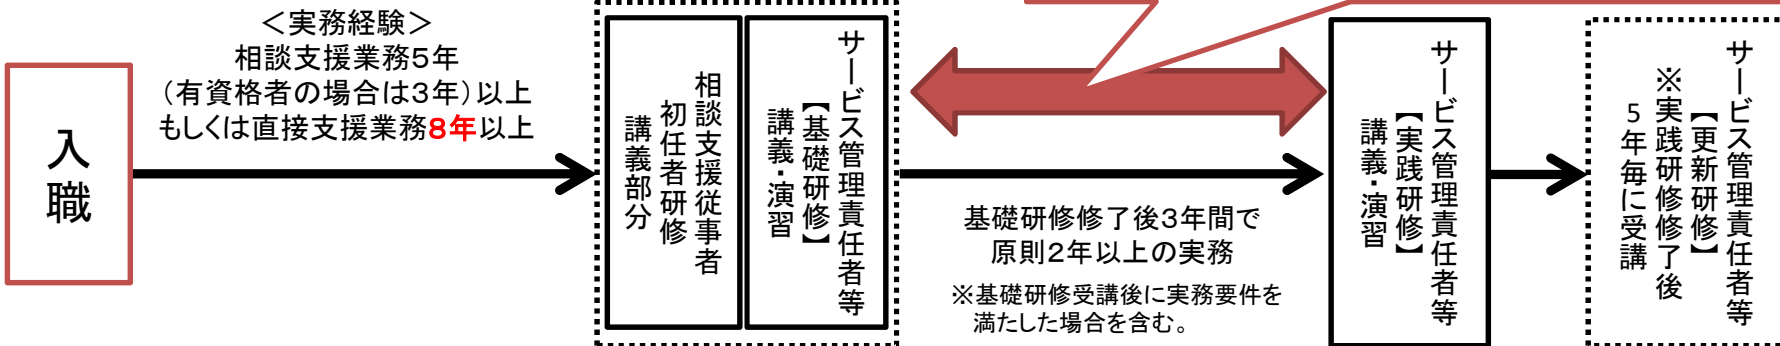 入職
＜実務経験＞
相談支援業務５年
（有資格者の場合は３年）以上
もしくは直接支援業務８年以上
相談支援従事者
初任者研修
講義部分
サービス管理責任者等
【基礎研修】
講義・演習
基礎研修修了後３年間で
原則２年以上の実務
※基礎研修受講後に実務要件を
満たした場合を含む。
サービス管理責任者等
【実践研修】
講義・演習
サービス管理責任者等
【更新研修】
※実践研修修了後
５年毎に受講